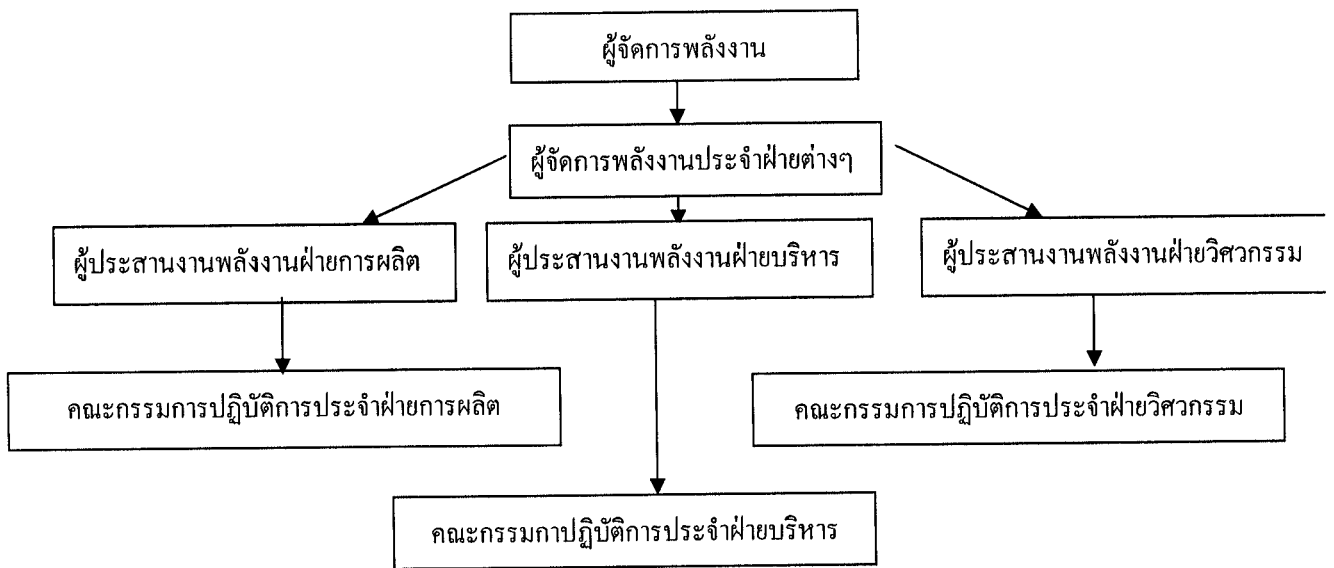 ผู้จัดการพลังงาน
ผู้จัดการพลังงานประจำฝ่ายต่างๆ
ผู้ประสานงานพลังงานฝ่ายการผลิต
ผู้ประสานงานพลังงานฝ่ายบริหาร
ผู้ประสานงานพลังงานฝ่ายวิศวกรรม
คณะกรรมการปฏิบัติการประจำฝ่ายการผลิต
คณะกรรมการปฏิบัติการประจำฝ่ายวิศวกรรม
คณะกรรมกาปฏิบัติการประจำฝ่ายบริหาร